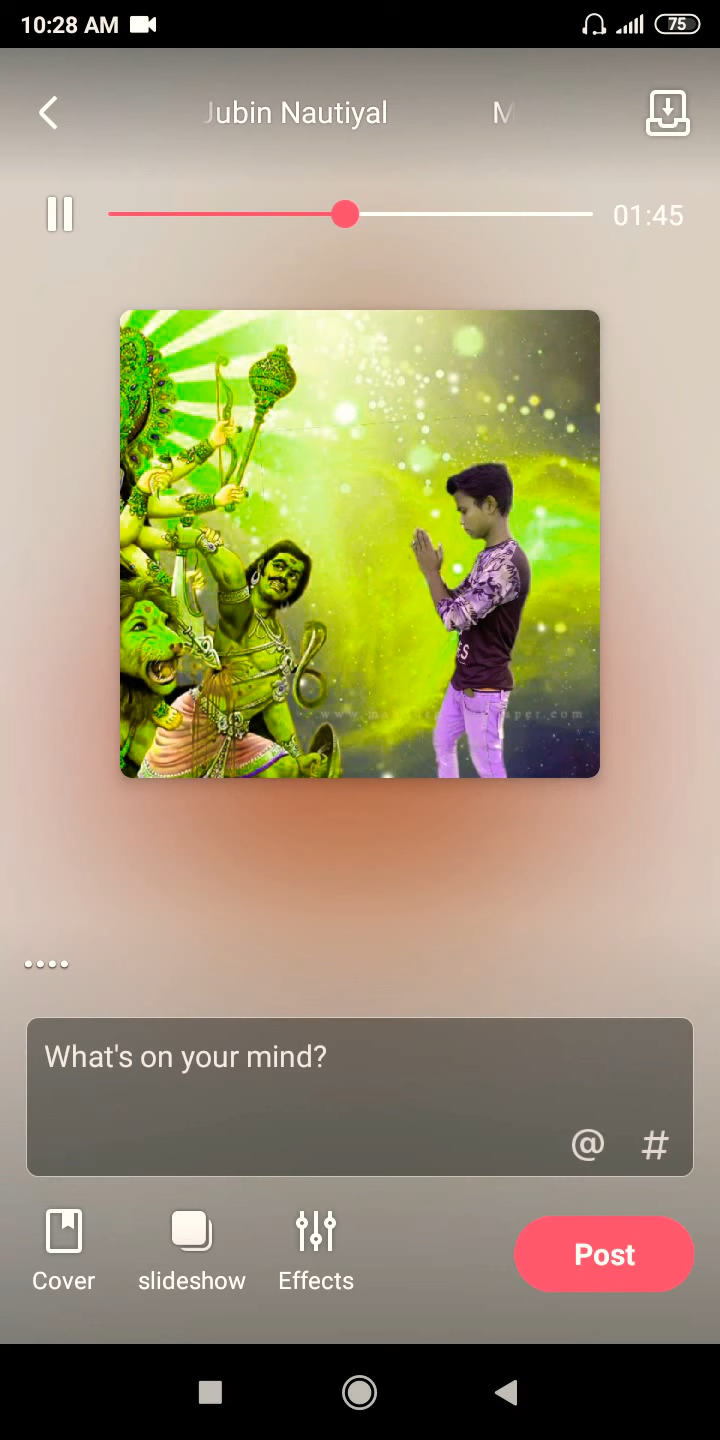 10:28 AM
75
Jubin Nautiyal
01:45
What's on your mind?
@ #
Cover slideshow Effects
Post